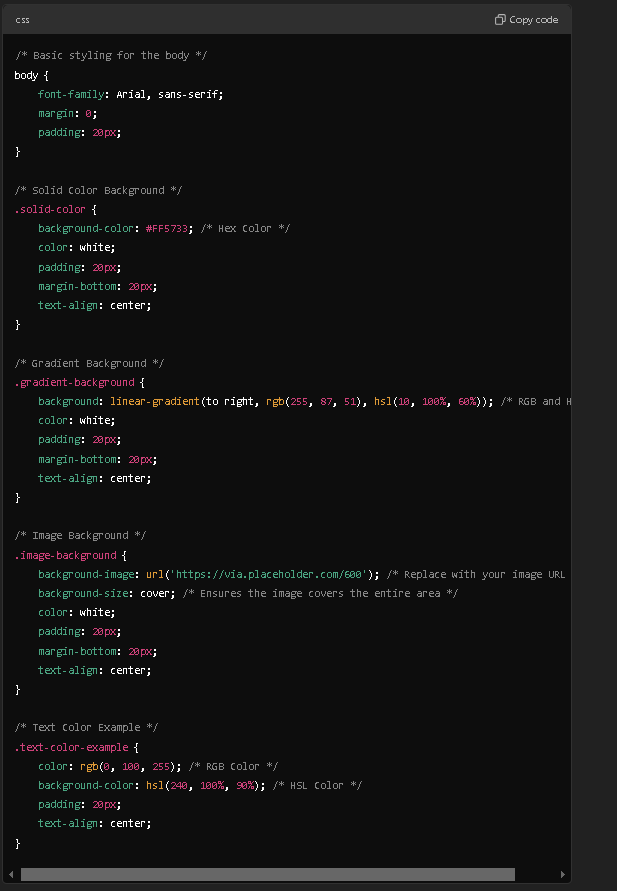 css
Copy code
/* Basic styling for the body */
body {
    font-family: Arial, sans-serif;
    margin: 0;
    padding: 20px;
}

/* Solid Color Background */
.solid-color {
    background-color: #FF5733; /* Hex Color */
    color: white;
    padding: 20px;
    margin-bottom: 20px;
    text-align: center;
}

/* Gradient Background */
.gradient-background {
    background: linear-gradient(to right, rgb(255, 87, 51), hsl(10, 100%, 60%)); /* RGB and H
    color: white;
    padding: 20px;
    margin-bottom: 20px;
    text-align: center;
}

/* Image Background */
.image-background {
    background-image: url('https://via.placeholder.com/600'); /* Replace with your image URL
    background-size: cover; /* Ensures the image covers the entire area */
    color: white;
    padding: 20px;
    margin-bottom: 20px;
    text-align: center;
}

/* Text Color Example */
.text-color-example {
    color: rgb(0, 100, 255); /* RGB Color */
    background-color: hsl(240, 100%, 90%); /* HSL Color */
    padding: 20px;
    text-align: center;
}